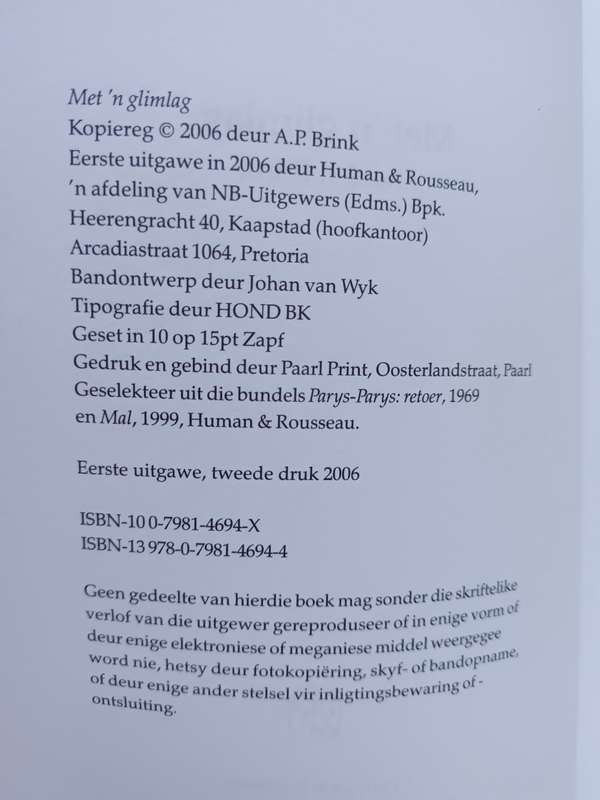 Met 'n glimlag
Kopiereg © 2006 deur A.P. Brink
Eerste uitgawe in 2006 deur Human & Rousseau,
'n afdeling van NB-Uitgewers (Edms.) Bpk.
Heerengracht 40, Kaapstad (hoofkantoor)
Arcadiastraat 1064, Pretoria
Bandontwerp deur Johan van Wyk
Tipografie deur HOND BK
Geset in 10 op 15pt Zapf
Gedruk en gebind deur Paarl Print, Oosterlandstraat, Paarl
Geselekteer uit die bundels Parys-Parys: retoer, 1969
en Mal, 1999, Human & Rousseau.
Eerste uitgawe, tweede druk 2006
ISBN-10 0-7981-4694-X
ISBN-13 978-0-7981-4694-4
Geen gedeelte van hierdie boek mag sonder die skriftelike
verlof van die uitgewer gereproduseer of in enige vorm of
deur enige elektroniese of meganiese middel weergegee
word nie, hetsy deur fotokopiëring, skyf- of bandopname,
of deur enige ander stelsel vir inligtingsbewaring of -
ontsluiting.